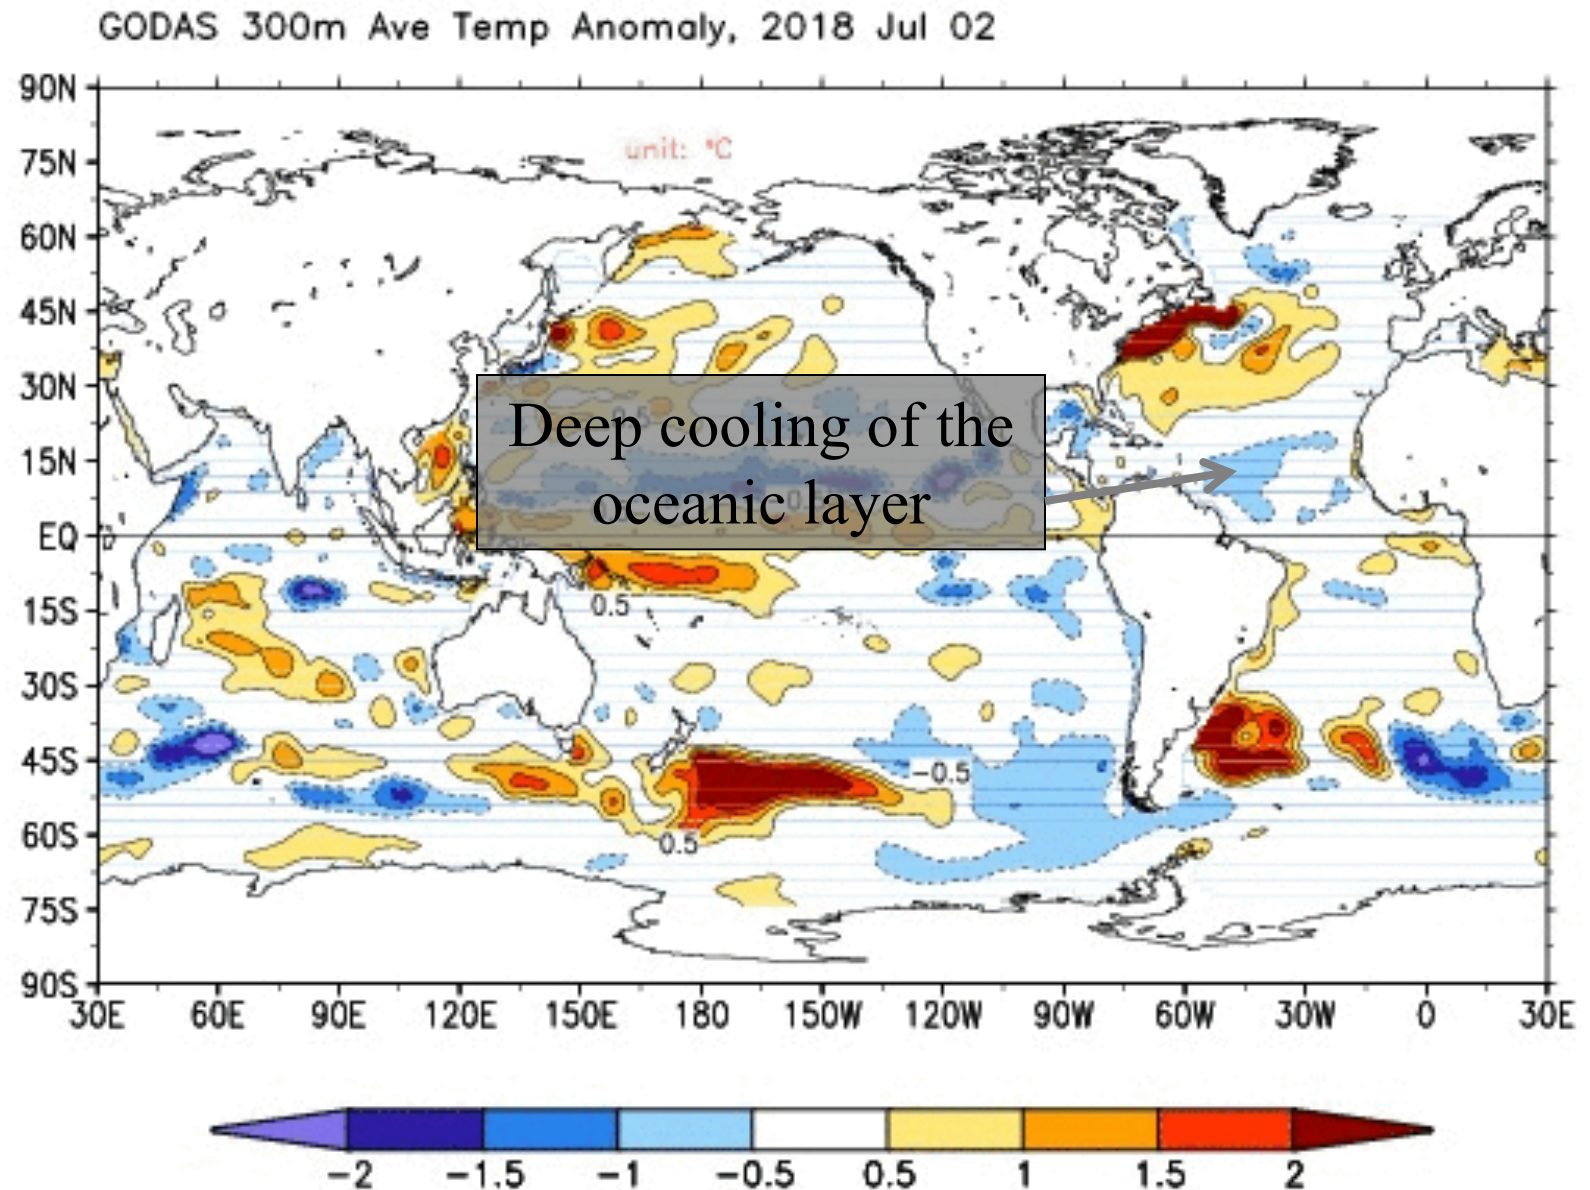 GODAS 300m Ave Temp Anomaly, 2018 Jul 02
90N
75N
60N
45N
30N
15N
EQ
15S
30S
45S
60S
75S
90S
unit: °C
Deep cooling of the
oceanic layer
0.5
-0.5
0.5
30E 60E 90E 120E 150E 180 150W 120W 90W 60W 30W 0 30E
-2 -1.5 -1 -0.5 0.5 1 1.5 2